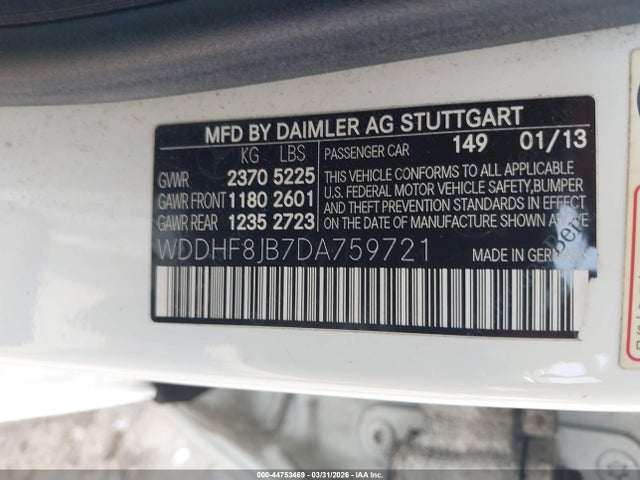 MFD BY DAIMLER AG STUTTGART
KG LBS PASSENGER CAR 149 01/13
GVWR 2370 5225
GAWR FRONT 1180 2601
GAWR REAR 1235 2723
THIS VEHICLE CONFORMS TO ALL APPLICABLE
U.S. FEDERAL MOTOR VEHICLE SAFETY,BUMPER
AND THEFT PREVENTION STANDARDS IN EFFECT
ON THE DATE OF MANUFACTURE SHOWN ABOVE
WDDHF8JB7DA759721 MADE IN GERMANY
000-44753469 03/31/2026 IAA Inc.